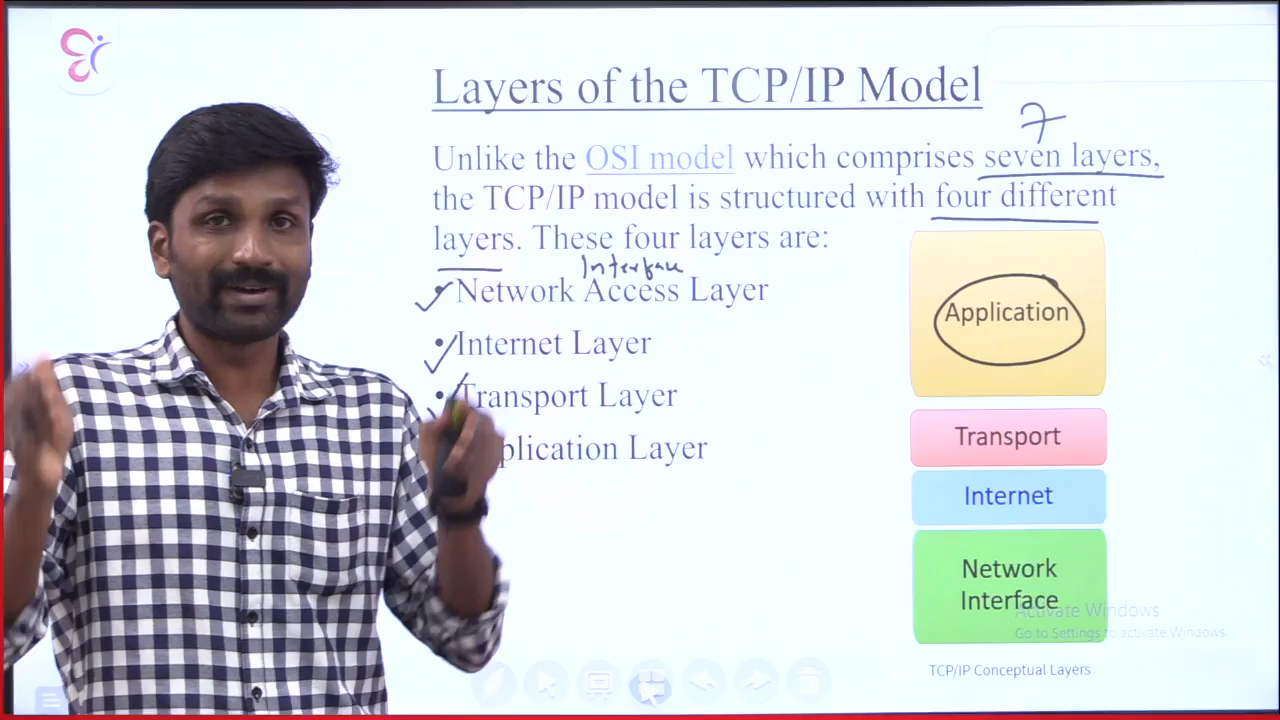 Layers of the TCP/IP Model
7
Unlike the OSI model which comprises seven layers,
the TCP/IP model is structured with four different
layers. These four layers are:
Interface
• Network Access Layer
• Internet Layer
• Transport Layer
plication Layer
Application
Transport
Internet
Network
Interface
Activate Windows
Go to Settings to activate Windows.
TCP/IP Conceptual Layers